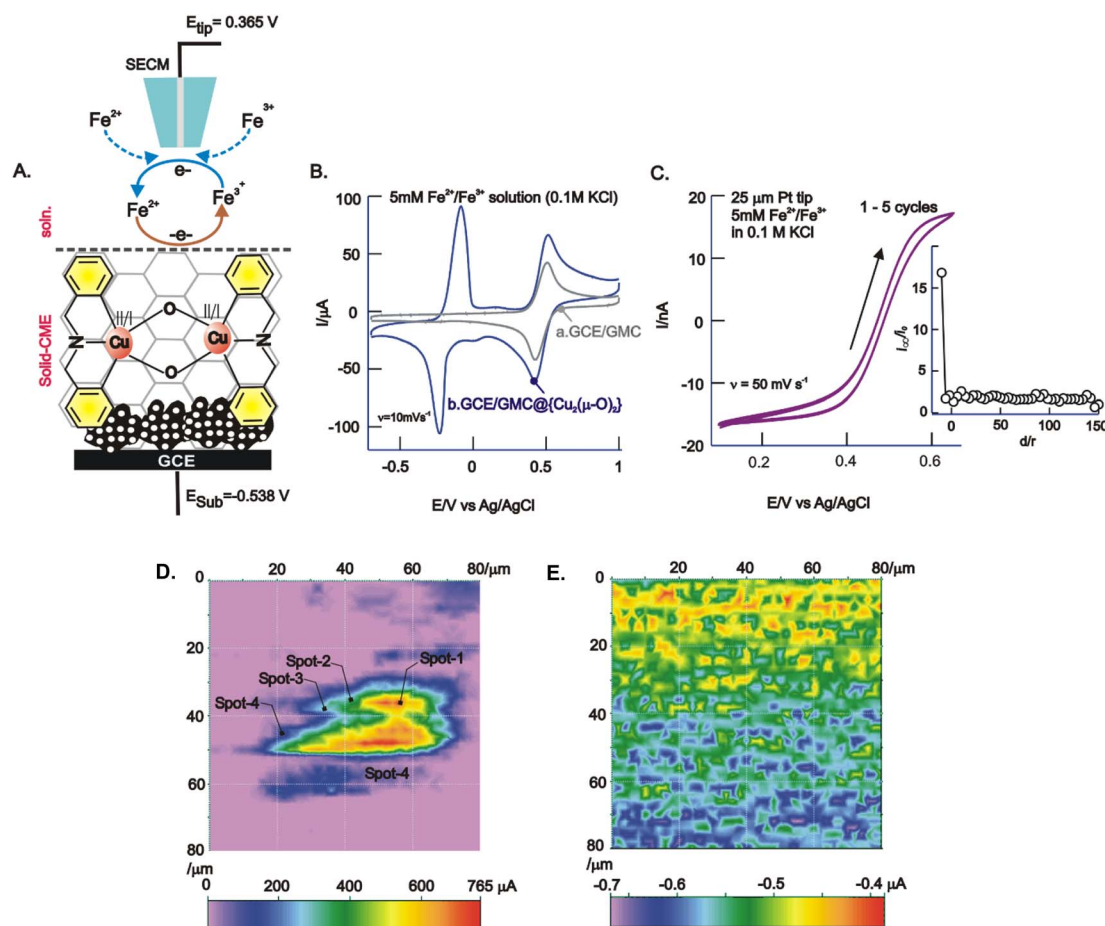 A.
E_tip= 0.365 V
SECM
Fe²⁺
Fe³⁺
e-
Fe²⁺
Fe³⁺
-e-
soln.
Solid-CME
II/I
O
II/I
N
Cu
Cu
N
O
GCE
E_Sub=-0.538 V
B.
5mM Fe²⁺/Fe³⁺ solution (0.1M KCl)
100
50
0
-50
-100
I/µA
a.GCE/GMC
b.GCE/GMC@{Cu₂(µ-O)₂}
ν=10mVs⁻¹
-0.5 0 0.5 1
E/V vs Ag/AgCl
C.
25 µm Pt tip
5mM Fe²⁺/Fe³⁺
in 0.1 M KCl
1 - 5 cycles
20
10
0
-10
-20
I/nA
ν = 50 mV s⁻¹
0.2 0.4 0.6
E/V vs Ag/AgCl
20
15
10
5
0
I_∞/I₀
0 50 100 150
d/r
D.
20 40 60 80/µm
0
20
40
60
80
/µm
Spot-1
Spot-2
Spot-3
Spot-4
Spot-4
0 200 400 600 765 µA
E.
20 40 60 80/µm
0
20
40
60
80
/µm
-0.7 -0.6 -0.5 -0.4 µA